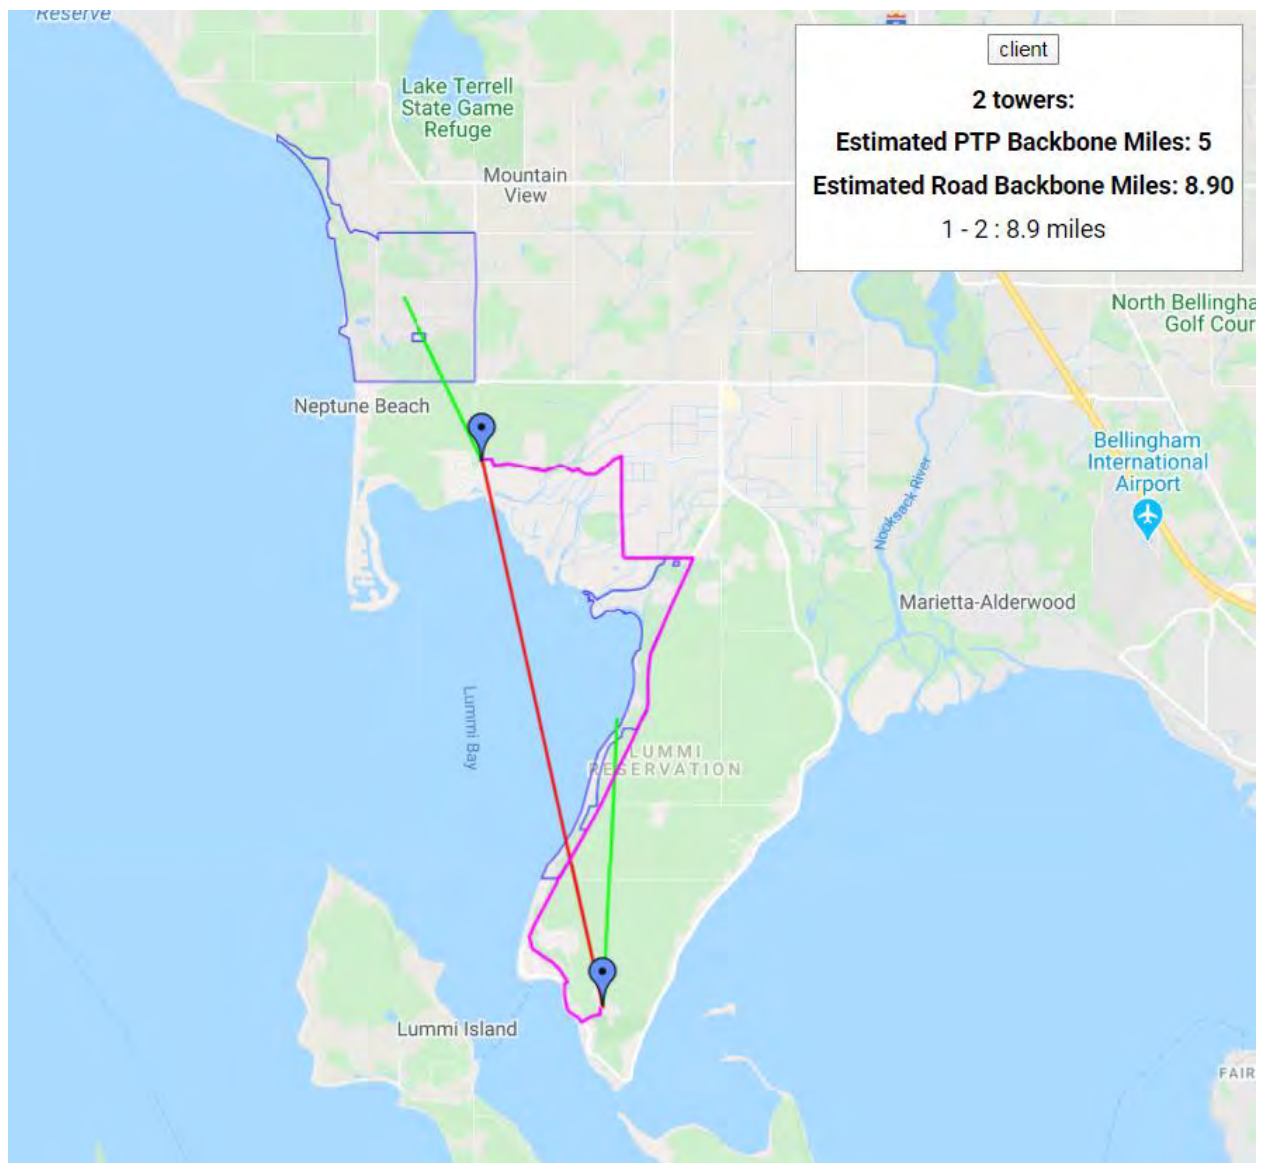 Reserve
client
2 towers:
Estimated PTP Backbone Miles: 5
Estimated Road Backbone Miles: 8.90
1 - 2 : 8.9 miles
Lake Terrell
State Game
Refuge
Mountain
View
North Bellingha
Golf Cour
Neptune Beach
Bellingham
International
Airport
Nooksack River
Marietta-Alderwood
Lummi Bay
LUMMI
RESERVATION
Lummi Island
FAIR